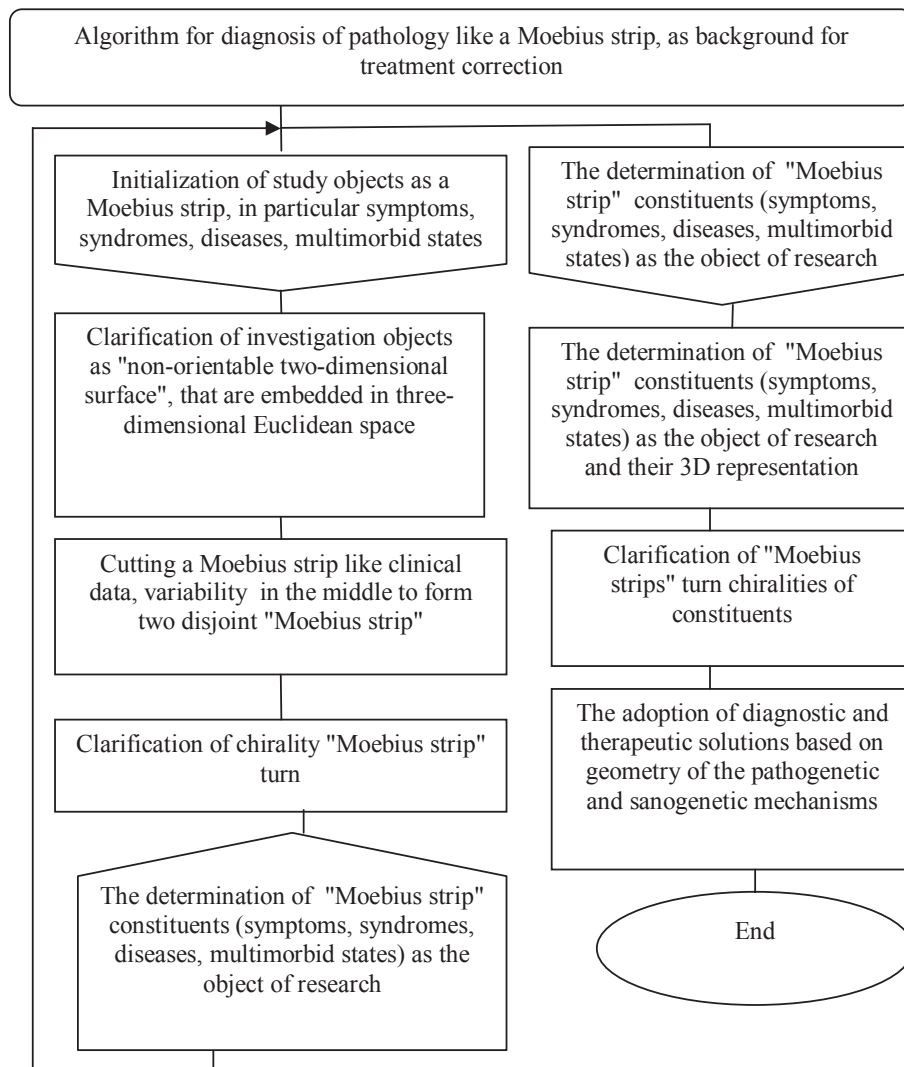 Algorithm for diagnosis of pathology like a Moebius strip, as background for
treatment correction
Initialization of study objects as a
Moebius strip, in particular symptoms,
syndromes, diseases, multimorbid states
Clarification of investigation objects
as "non-orientable two-dimensional
surface", that are embedded in three-
dimensional Euclidean space
Cutting a Moebius strip like clinical
data, variability in the middle to form
two disjoint "Moebius strip"
Clarification of chirality "Moebius strip"
turn
The determination of "Moebius strip"
constituents (symptoms, syndromes,
diseases, multimorbid states) as the
object of research
The determination of "Moebius
strip" constituents (symptoms,
syndromes, diseases, multimorbid
states) as the object of research
The determination of "Moebius
strip" constituents (symptoms,
syndromes, diseases, multimorbid
states) as the object of research
and their 3D representation
Clarification of "Moebius
strips" turn chiralities of
constituents
The adoption of diagnostic and
therapeutic solutions based on
geometry of the pathogenetic
and sanogenetic mechanisms
End